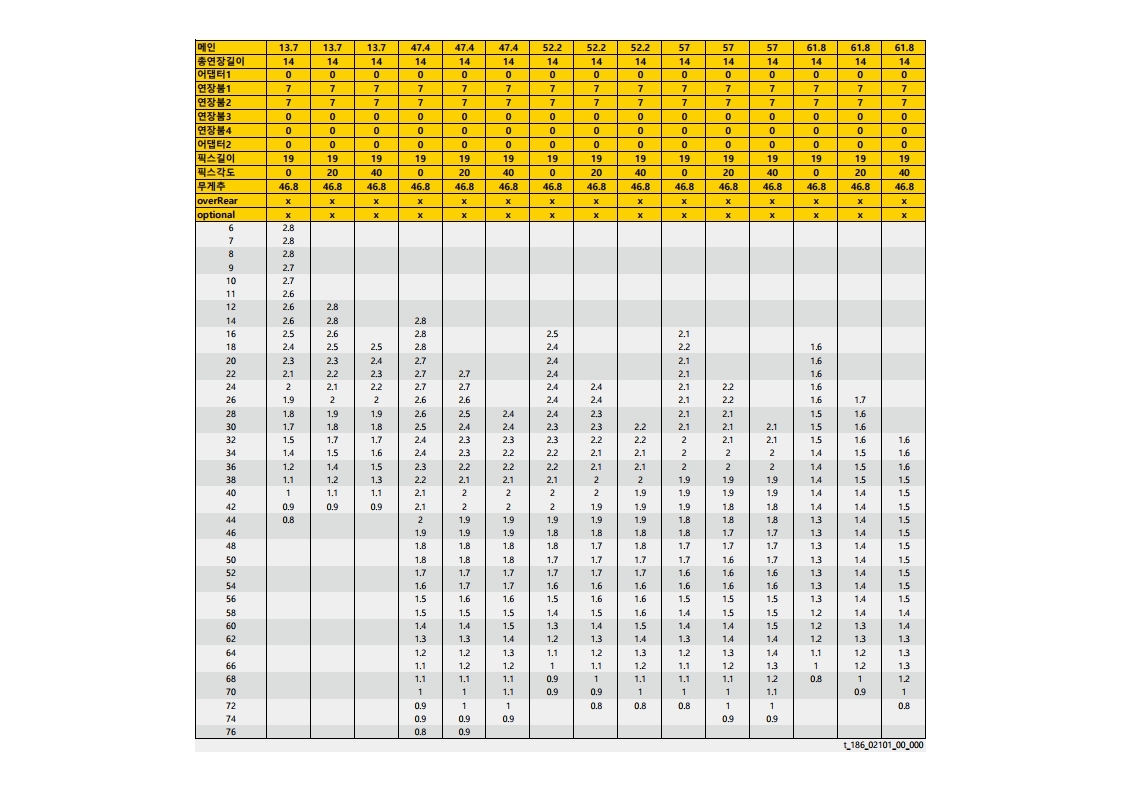 메인 13.7 13.7 13.7 47.4 47.4 47.4 52.2 52.2 52.2 57 57 57 61.8 61.8 61.8
총연장길이 14 14 14 14 14 14 14 14 14 14 14 14 14 14 14
어댑터1 0 0 0 0 0 0 0 0 0 0 0 0 0 0 0
연장붐1 7 7 7 7 7 7 7 7 7 7 7 7 7 7 7
연장붐2 7 7 7 7 7 7 7 7 7 7 7 7 7 7 7
연장붐3 0 0 0 0 0 0 0 0 0 0 0 0 0 0 0
연장붐4 0 0 0 0 0 0 0 0 0 0 0 0 0 0 0
어댑터2 0 0 0 0 0 0 0 0 0 0 0 0 0 0 0
픽스길이 19 19 19 19 19 19 19 19 19 19 19 19 19 19 19
픽스각도 0 20 40 0 20 40 0 20 40 0 20 40 0 20 40
무게추 46.8 46.8 46.8 46.8 46.8 46.8 46.8 46.8 46.8 46.8 46.8 46.8 46.8 46.8 46.8
overRear x x x x x x x x x x x x x x x
optional x x x x x x x x x x x x x x x
6 2.8
7 2.8
8 2.8
9 2.7
10 2.7
11 2.6
12 2.6 2.8
14 2.6 2.8 2.8
16 2.5 2.6 2.8 2.5 2.1
18 2.4 2.5 2.5 2.8 2.4 2.2 1.6
20 2.3 2.3 2.4 2.7 2.4 2.1 1.6
22 2.1 2.2 2.3 2.7 2.7 2.4 2.1 1.6
24 2 2.1 2.2 2.7 2.7 2.4 2.4 2.1 2.2 1.6
26 1.9 2 2 2.6 2.6 2.4 2.4 2.1 2.2 1.6 1.7
28 1.8 1.9 1.9 2.6 2.5 2.4 2.4 2.3 2.1 2.1 1.5 1.6
30 1.7 1.8 1.8 2.5 2.4 2.4 2.3 2.3 2.2 2.1 2.1 2.1 1.5 1.6
32 1.5 1.7 1.7 2.4 2.3 2.3 2.3 2.2 2.2 2 2.1 2.1 1.5 1.6 1.6
34 1.4 1.5 1.6 2.4 2.3 2.2 2.2 2.1 2.1 2 2 2 1.4 1.5 1.6
36 1.2 1.4 1.5 2.3 2.2 2.2 2.2 2.1 2.1 2 2 2 1.4 1.5 1.6
38 1.1 1.2 1.3 2.2 2.1 2.1 2.1 2 2 1.9 1.9 1.9 1.4 1.5 1.5
40 1 1.1 1.1 2.1 2 2 2 2 1.9 1.9 1.9 1.9 1.4 1.4 1.5
42 0.9 0.9 0.9 2.1 2 2 2 1.9 1.9 1.9 1.8 1.8 1.4 1.4 1.5
44 0.8 2 1.9 1.9 1.9 1.9 1.9 1.8 1.8 1.8 1.3 1.4 1.5
46 1.9 1.9 1.9 1.8 1.8 1.8 1.8 1.7 1.7 1.3 1.4 1.5
48 1.8 1.8 1.8 1.8 1.7 1.8 1.7 1.7 1.7 1.3 1.4 1.5
50 1.8 1.8 1.8 1.7 1.7 1.7 1.7 1.6 1.7 1.3 1.4 1.5
52 1.7 1.7 1.7 1.7 1.7 1.7 1.6 1.6 1.6 1.3 1.4 1.5
54 1.6 1.7 1.7 1.6 1.6 1.6 1.6 1.6 1.6 1.3 1.4 1.5
56 1.5 1.6 1.6 1.5 1.5 1.6 1.5 1.5 1.5 1.3 1.4 1.5
58 1.5 1.5 1.5 1.4 1.5 1.6 1.4 1.5 1.5 1.2 1.4 1.4
60 1.4 1.4 1.5 1.3 1.4 1.5 1.4 1.4 1.5 1.2 1.3 1.4
62 1.3 1.3 1.4 1.2 1.3 1.4 1.3 1.4 1.4 1.2 1.3 1.3
64 1.2 1.2 1.3 1.1 1.2 1.3 1.2 1.3 1.4 1.1 1.2 1.3
66 1.1 1.2 1.2 1 1.1 1.2 1.1 1.2 1.3 1 1.2 1.3
68 1.1 1.1 1.1 0.9 1 1.1 1.1 1.1 1.2 0.8 1 1.2
70 1 1 1.1 0.9 0.9 1 1 1 1.1 0.9 1
72 0.9 1 1 0.8 0.8 0.8 1 1 0.8
74 0.9 0.9 0.9 0.9 0.9
76 0.8 0.9
t_186_02101_00_000